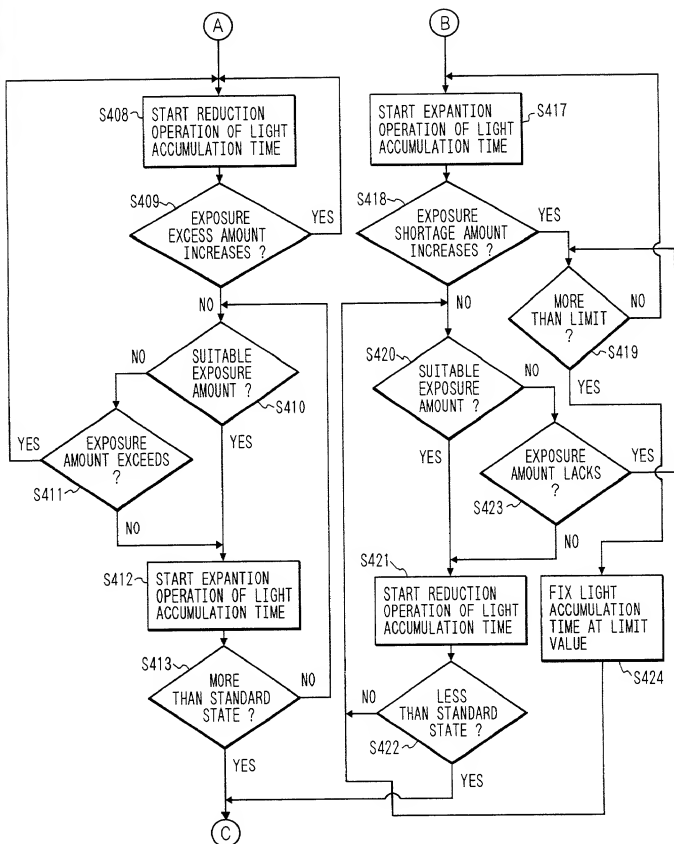 A
S408
START REDUCTION
OPERATION OF LIGHT
ACCUMULATION TIME
S409
EXPOSURE
EXCESS AMOUNT
INCREASES ?
YES
NO
SUITABLE
EXPOSURE
AMOUNT ?
S410
NO
YES
EXPOSURE
AMOUNT EXCEEDS
?
S411
YES
NO
S412
START EXPANTION
OPERATION OF LIGHT
ACCUMULATION TIME
S413
MORE
THAN STANDARD
STATE ?
NO
YES
C
B
START EXPANTION
OPERATION OF LIGHT
ACCUMULATION TIME
S417
S418
EXPOSURE
SHORTAGE AMOUNT
INCREASES ?
YES
NO
MORE
THAN LIMIT
?
NO
S419
YES
S420
SUITABLE
EXPOSURE
AMOUNT ?
NO
YES
EXPOSURE
AMOUNT LACKS
?
YES
S423
NO
S421
START REDUCTION
OPERATION OF LIGHT
ACCUMULATION TIME
FIX LIGHT
ACCUMULATION
TIME AT LIMIT
VALUE
S424
LESS
THAN STANDARD
STATE ?
NO
S422
YES